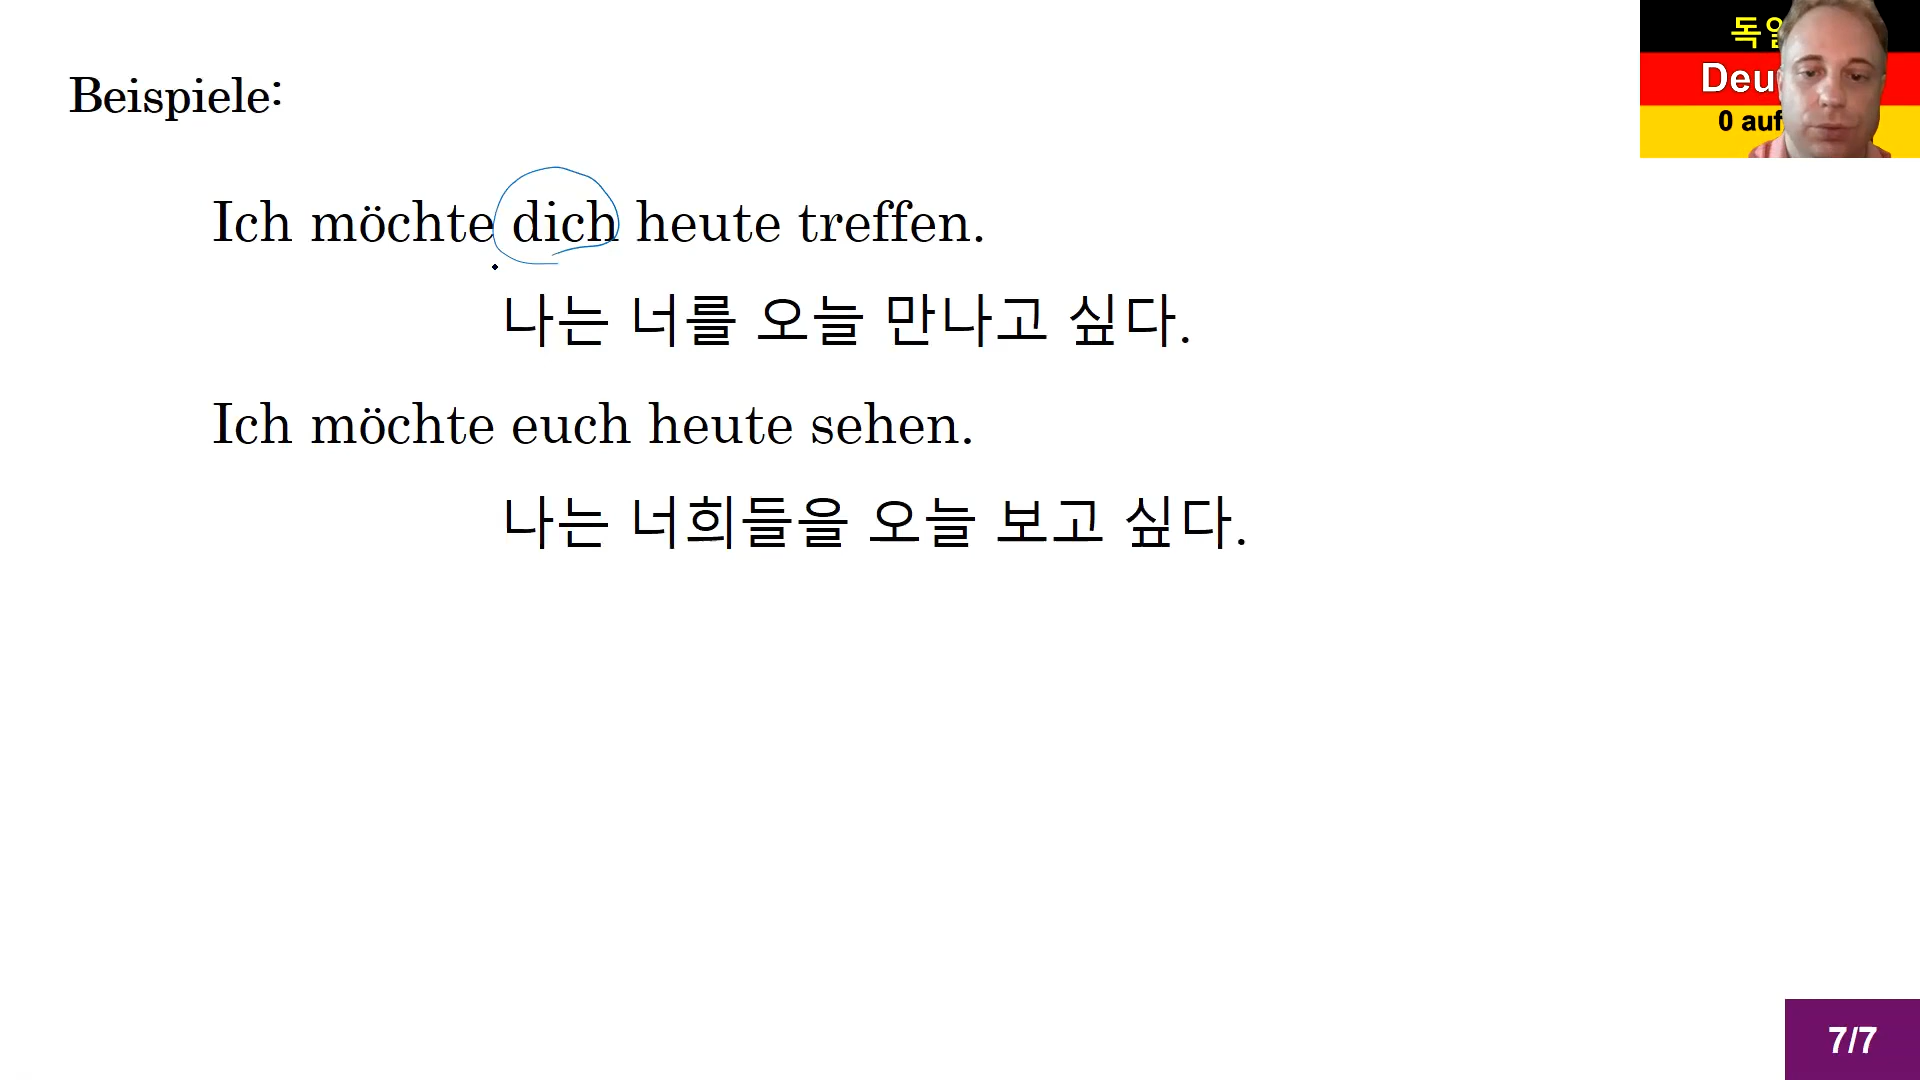 Beispiele:
Ich möchte dich heute treffen.
나는 너를 오늘 만나고 싶다.
Ich möchte euch heute sehen.
나는 너희들을 오늘 보고 싶다.
0 auf
7/7